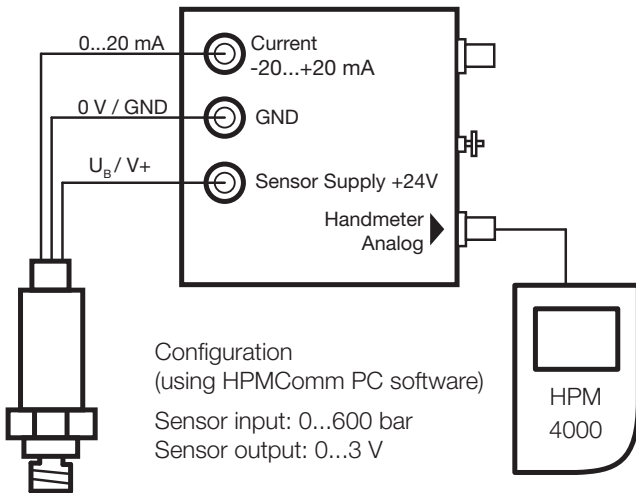 0...20 mA
Current
-20...+20 mA
0 V / GND
GND
U_B / V+
Sensor Supply +24V
Handmeter
Analog
Configuration
(using HPMComm PC software)
Sensor input: 0...600 bar
Sensor output: 0...3 V
HPM
4000